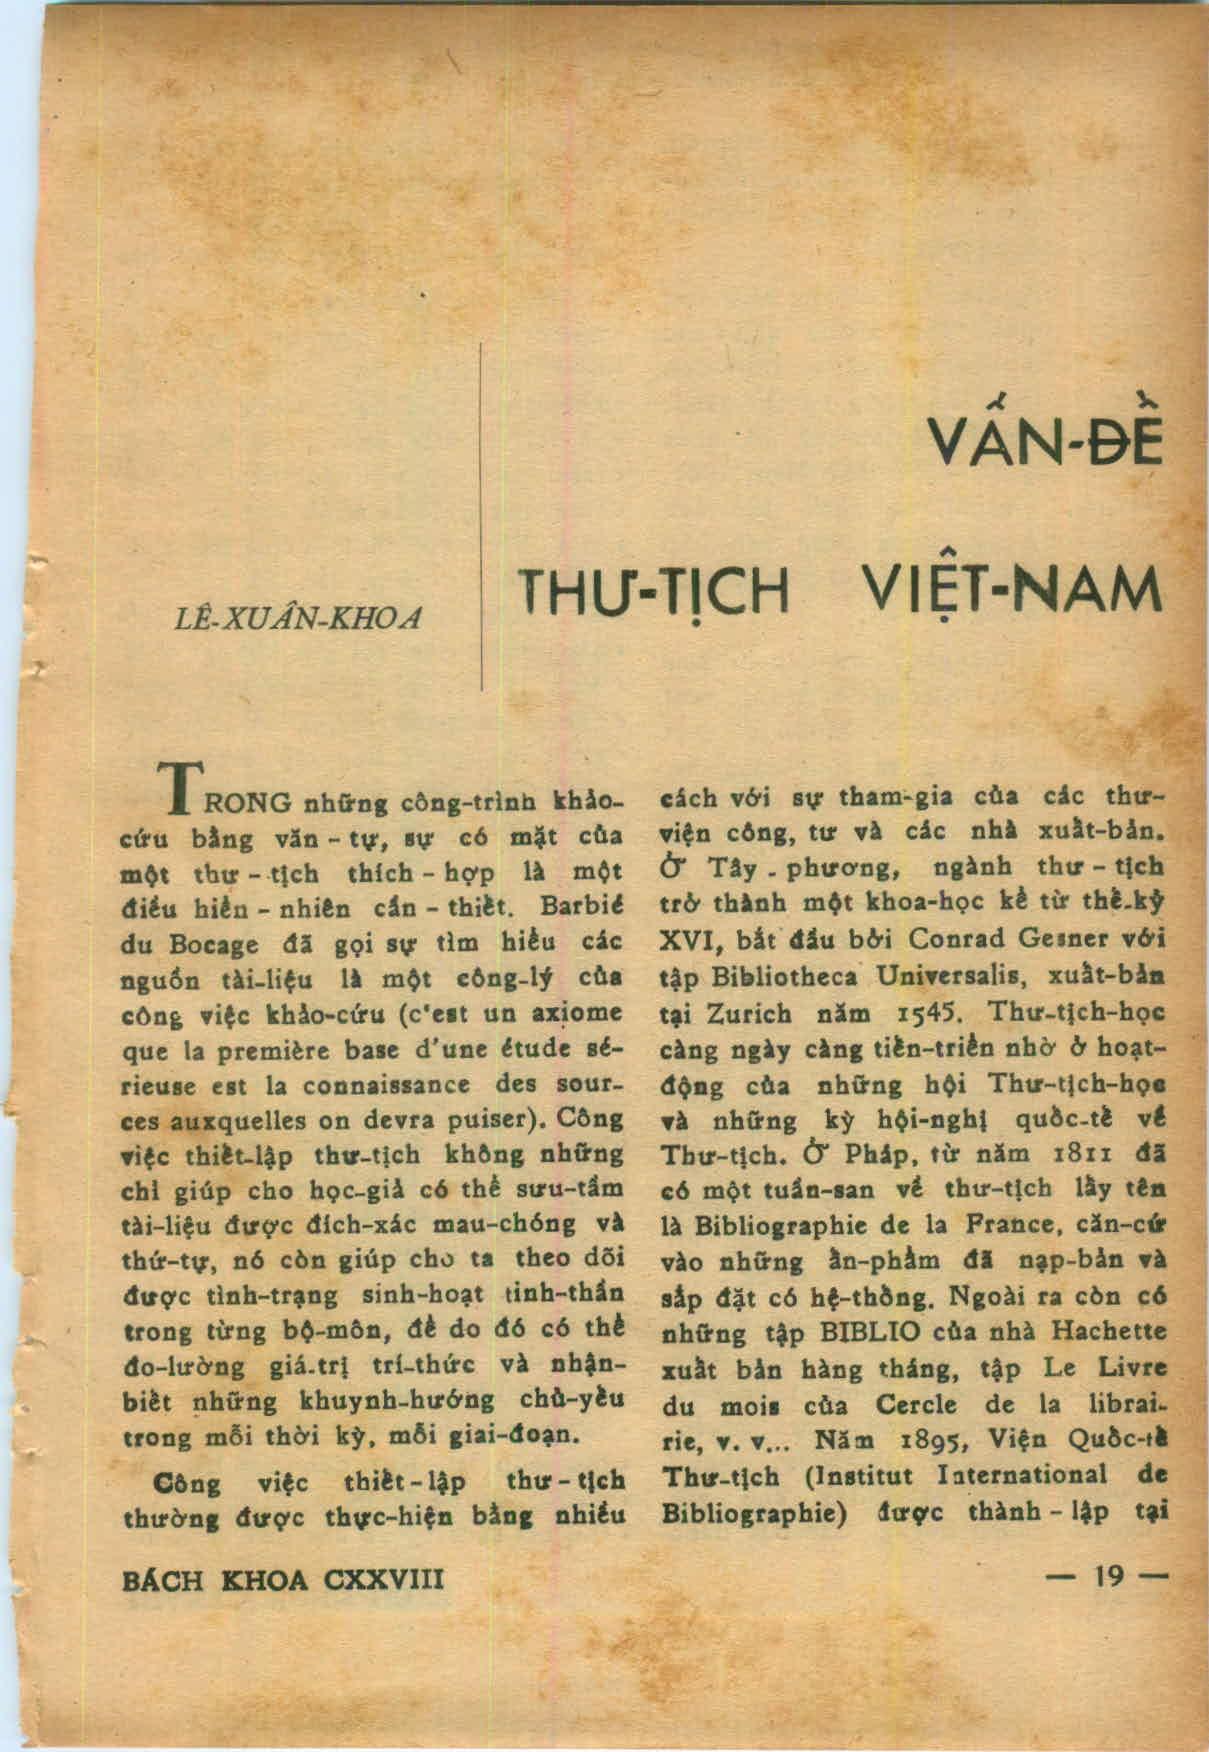 VẤN-ĐỀ
THƯ-TỊCH VIỆT-NAM
LÊ-XUÂN-KHOA
TRONG những công-trình khảo-
cứu bằng văn - tự, sự có mặt của
một thư - tịch thích - hợp là một
điều hiển - nhiên cần - thiết. Barbié
du Bocage đã gọi sự tìm hiểu các
nguồn tài-liệu là một công-lý của
công việc khảo-cứu (c'est un axiome
que la première base d'une étude sé-
rieuse est la connaissance des sour-
ces auxquelles on devra puiser). Công
việc thiết-lập thư-tịch không những
chỉ giúp cho học-giả có thể sưu-tầm
tài-liệu được đích-xác mau-chóng và
thứ-tự, nó còn giúp cho ta theo dõi
được tình-trạng sinh-hoạt tinh-thần
trong từng bộ-môn, để do đó có thể
đo-lường giá-trị trí-thức và nhận-
biết những khuynh-hướng chủ-yếu
trong mỗi thời kỳ, mỗi giai-đoạn.
Công việc thiết-lập thư-tịch
thường được thực-hiện bằng nhiều
cách với sự tham-gia của các thư-
viện công, tư và các nhà xuất-bản.
Ở Tây - phương, ngành thư - tịch
trở thành một khoa-học kể từ thế-kỷ
XVI, bắt đầu bởi Conrad Gesner với
tập Bibliotheca Universalis, xuất-bản
tại Zurich năm 1545. Thư-tịch-học
càng ngày càng tiến-triển nhờ ở hoạt-
động của những hội Thư-tịch-học
và những kỳ hội-nghị quốc-tế về
Thư-tịch. Ở Pháp, từ năm 1811 đã
có một tuần-san về thư-tịch lấy tên
là Bibliographie de la France, căn-cứ
vào những ấn-phẩm đã nạp-bản và
sắp đặt có hệ-thống. Ngoài ra còn có
những tập BIBLIO của nhà Hachette
xuất bản hàng tháng, tập Le Livre
du mois của Cercle de la librai-
rie, v. v... Năm 1895, Viện Quốc-tế
Thư-tịch (Institut International de
Bibliographie) được thành - lập tại
BÁCH KHOA CXXVIII
— 19 —